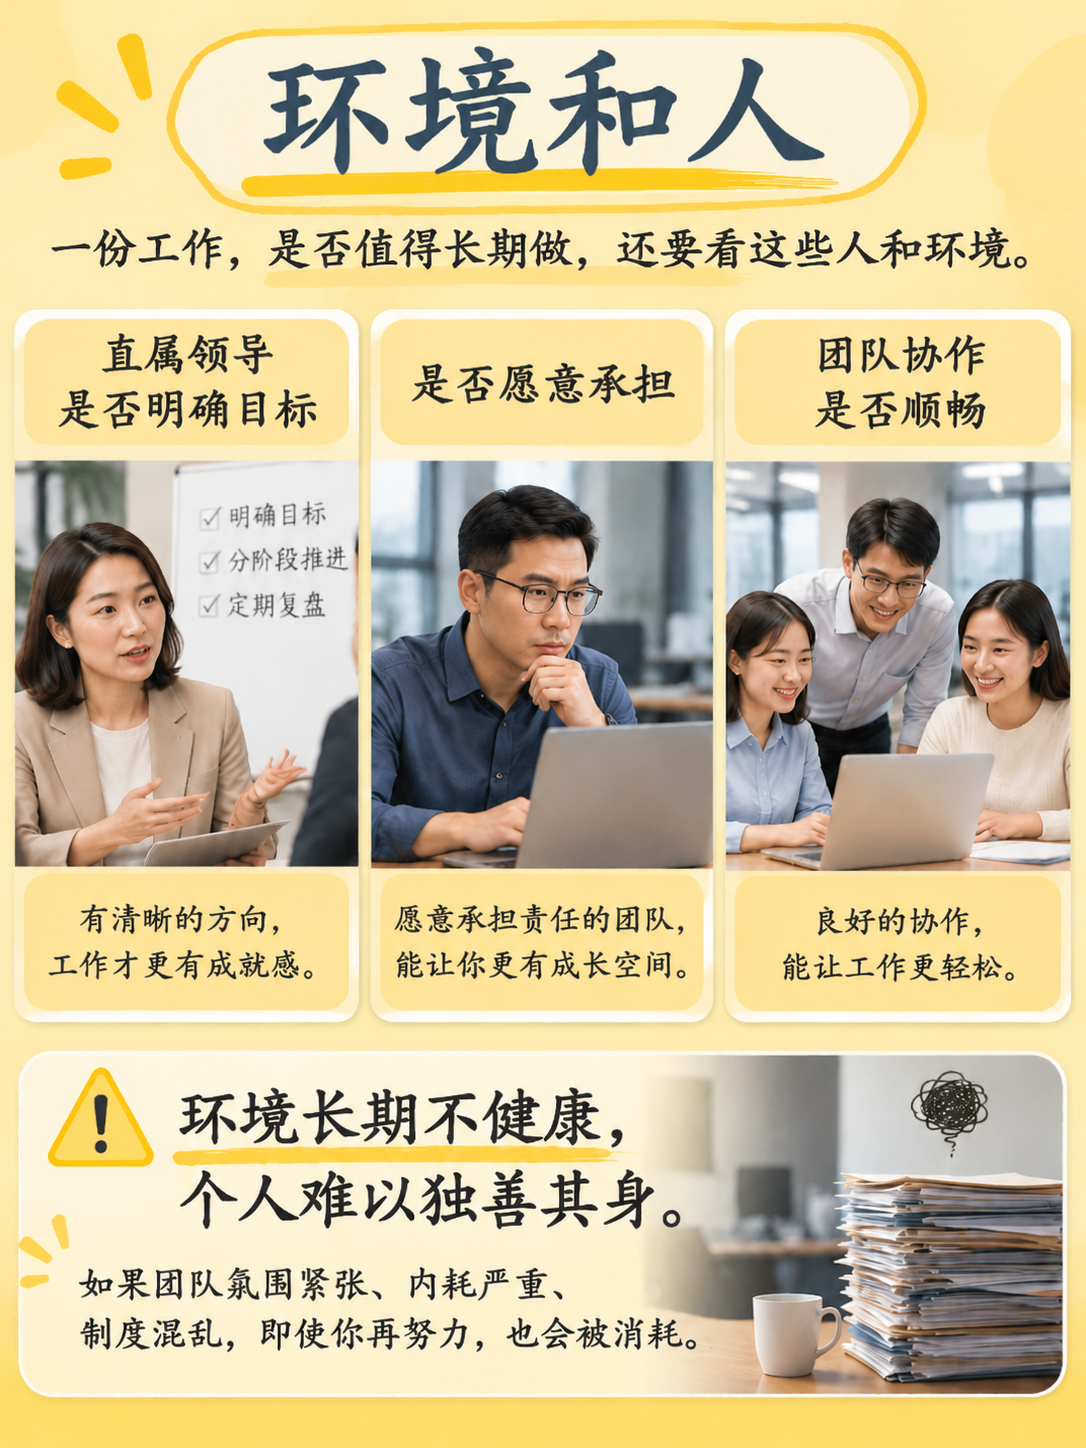 环境和人
一份工作，是否值得长期做，还要看这些人和环境。
直属领导
是否明确目标
明确目标
分阶段推进
定期复盘
有清晰的方向，
工作才更有成就感。
是否愿意承担
愿意承担责任的团队，
能让你更有成长空间。
团队协作
是否顺畅
良好的协作，
能让工作更轻松。
环境长期不健康，
个人难以独善其身。
如果团队氛围紧张、内耗严重、
制度混乱，即使你再努力，也会被消耗。